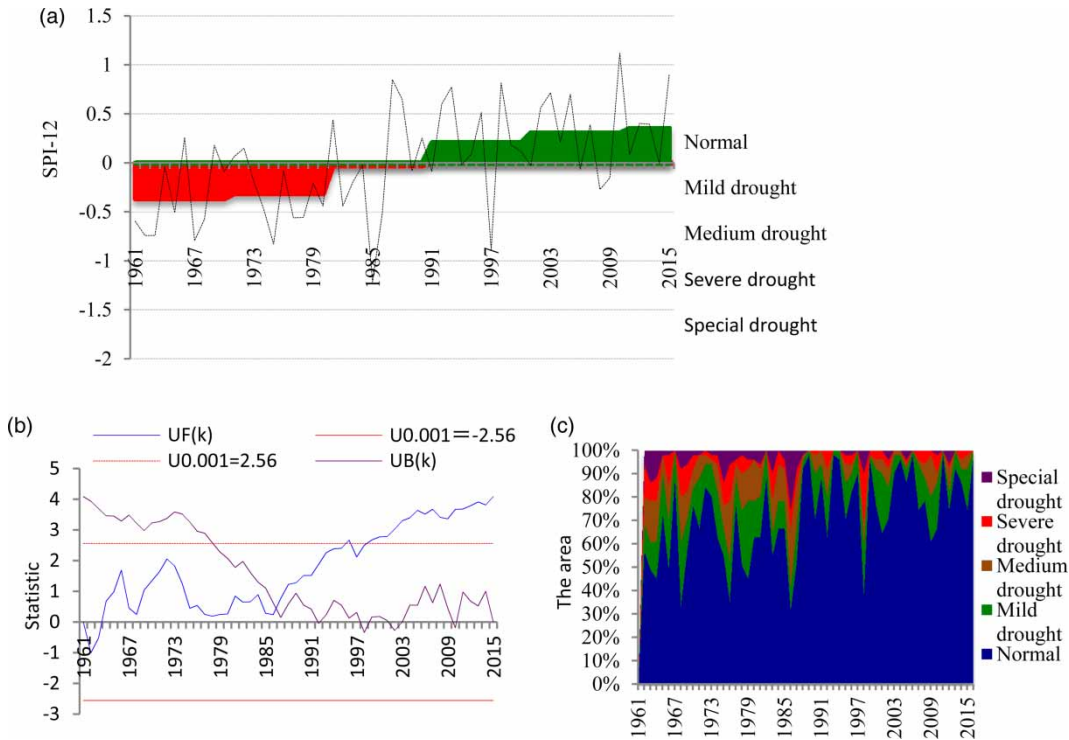 (a)
1.5
1
0.5
0
-0.5
-1
-1.5
-2
SPI-12
1961
1967
1973
1979
1985
1991
1997
2003
2009
2015
Normal
Mild drought
Medium drought
Severe drought
Special drought
(b)
UF(k)
U0.001=-2.56
U0.001=2.56
UB(k)
5
4
3
2
1
0
-1
-2
-3
Statistic
1961
1967
1973
1979
1985
1991
1997
2003
2009
2015
(c)
100%
90%
80%
70%
60%
50%
40%
30%
20%
10%
0%
The area
1961
1967
1973
1979
1985
1991
1997
2003
2009
2015
Special
drought
Severe
drought
Medium
drought
Mild
drought
Normal